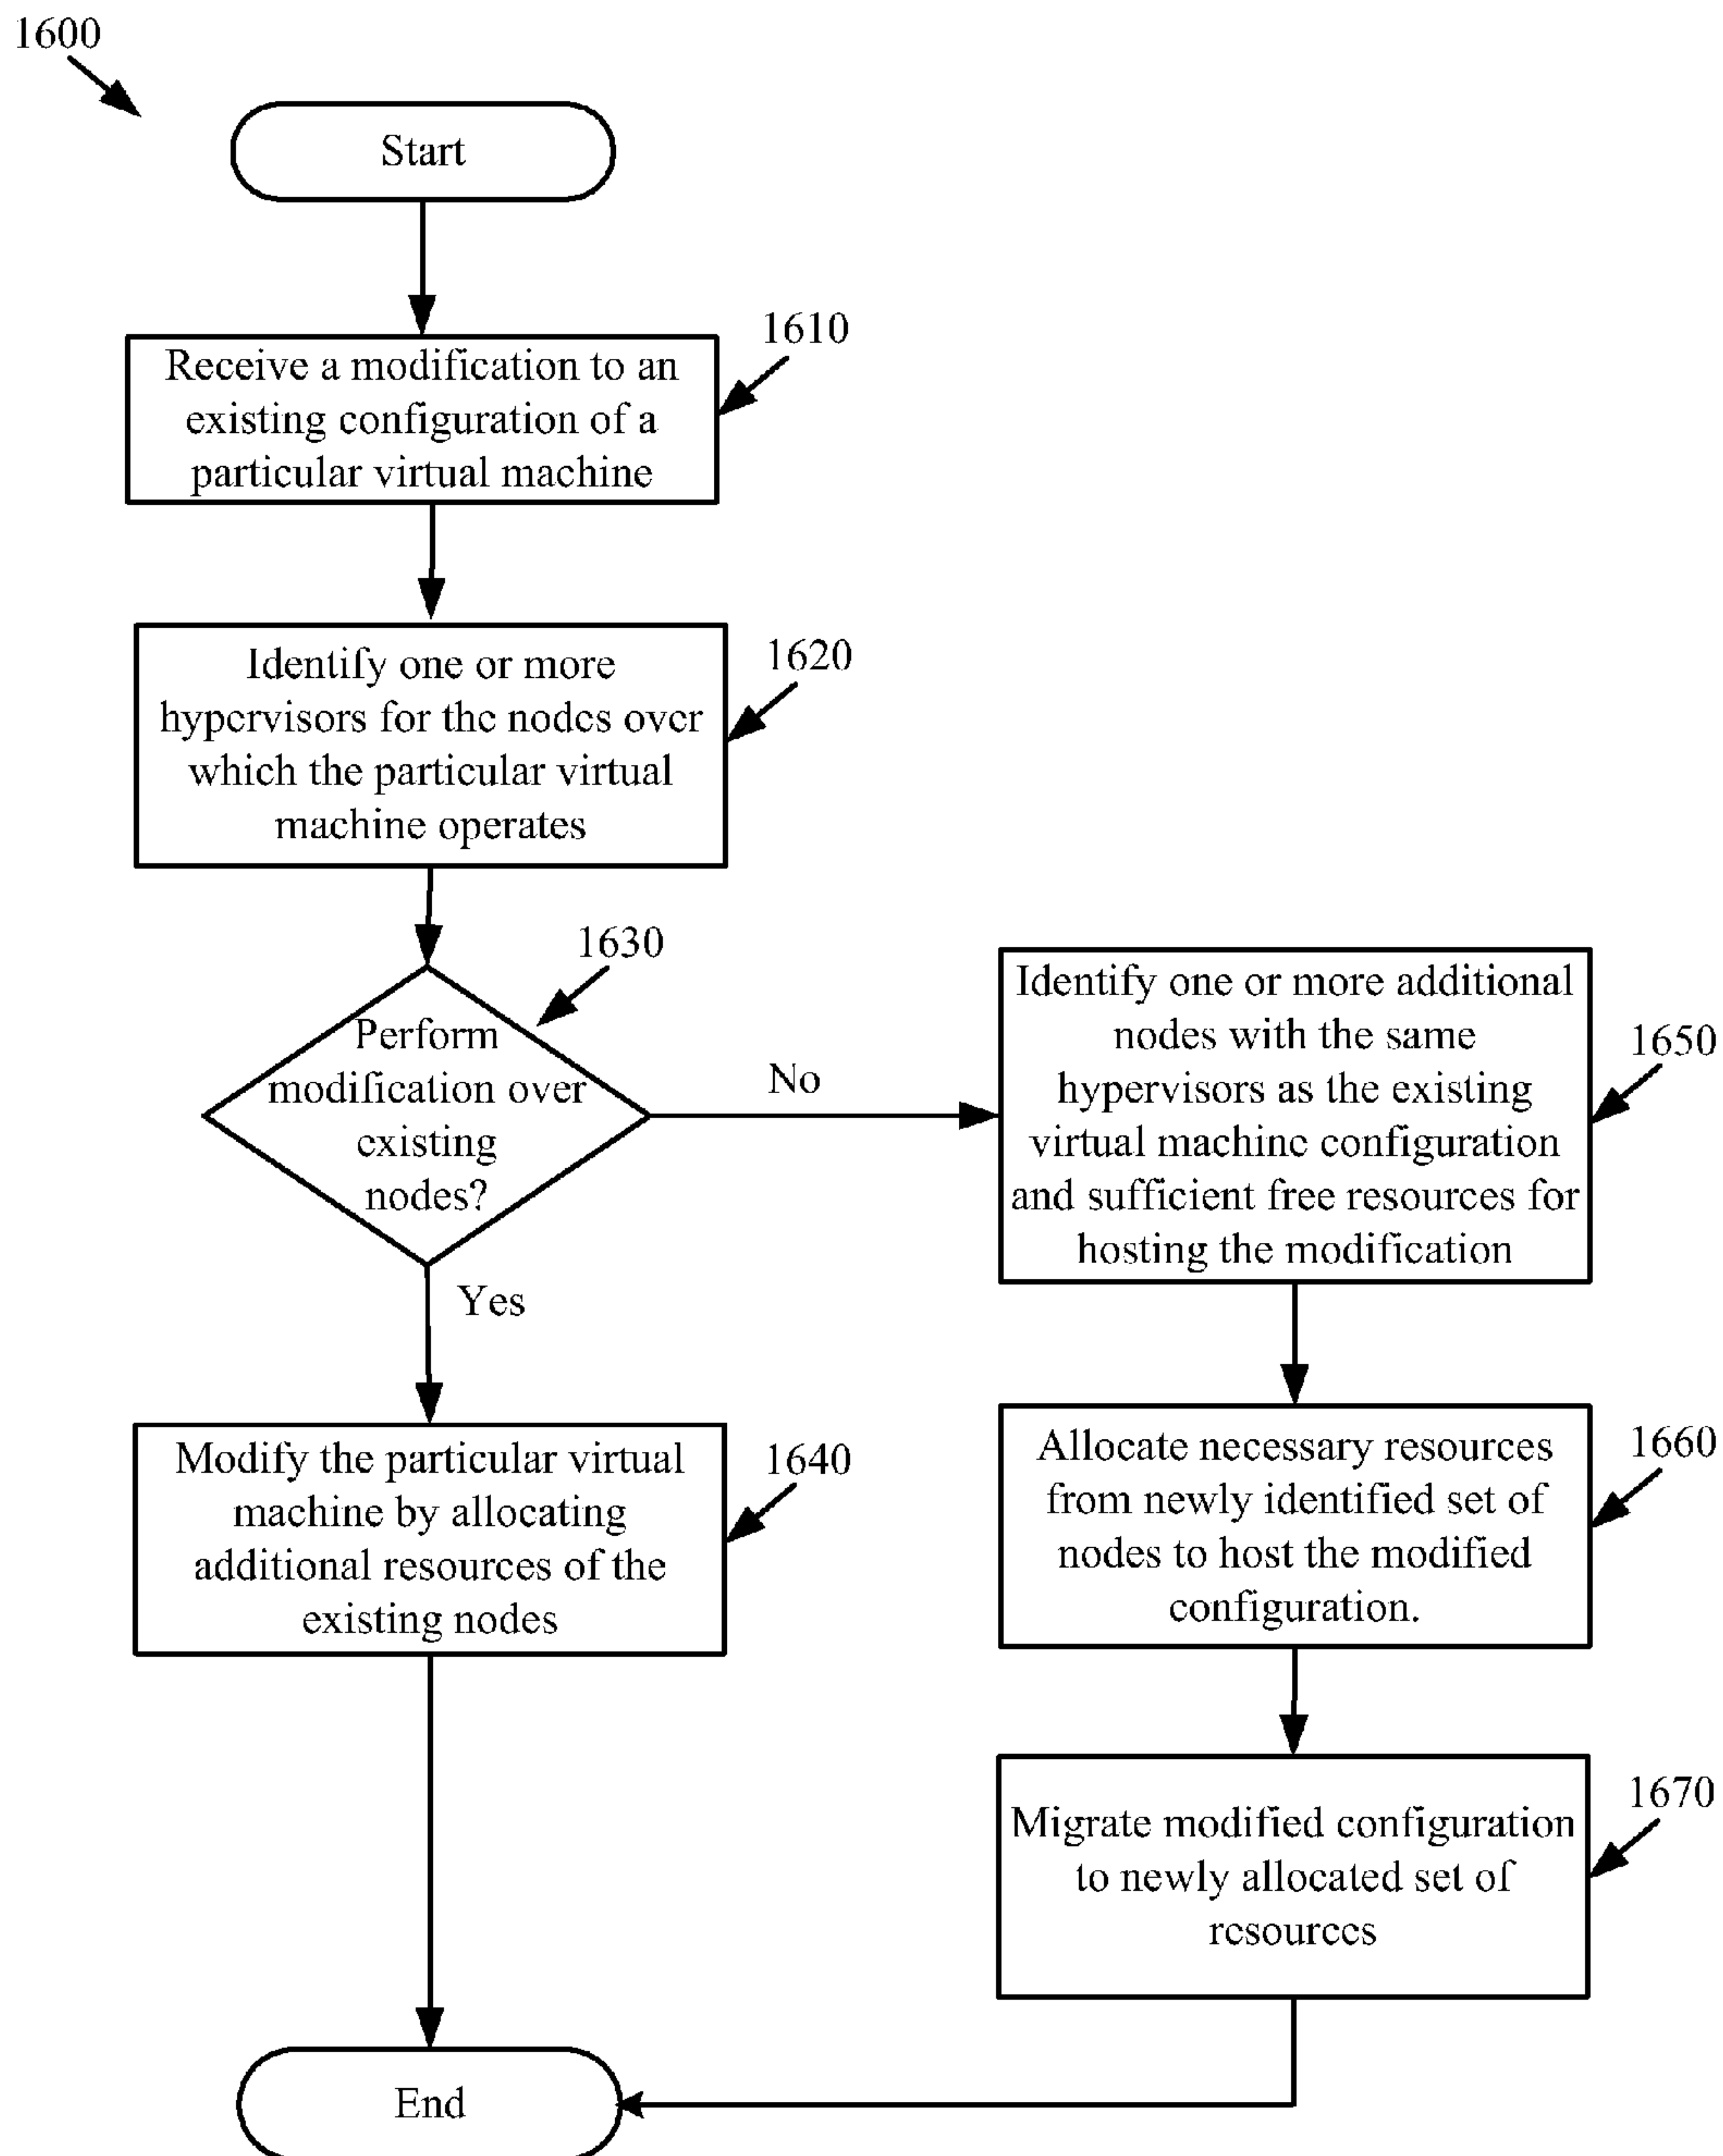 1600
Start
1610
Receive a modification to an
existing configuration of a
particular virtual machine
1620
Identify one or more
hypervisors for the nodes over
which the particular virtual
machine operates
1630
Perform
modification over
existing
nodes?
No
Yes
1640
Modify the particular virtual
machine by allocating
additional resources of the
existing nodes
1650
Identify one or more additional
nodes with the same
hypervisors as the existing
virtual machine configuration
and sufficient free resources for
hosting the modification
1660
Allocate necessary resources
from newly identified set of
nodes to host the modified
configuration.
1670
Migrate modified configuration
to newly allocated set of
resources
End